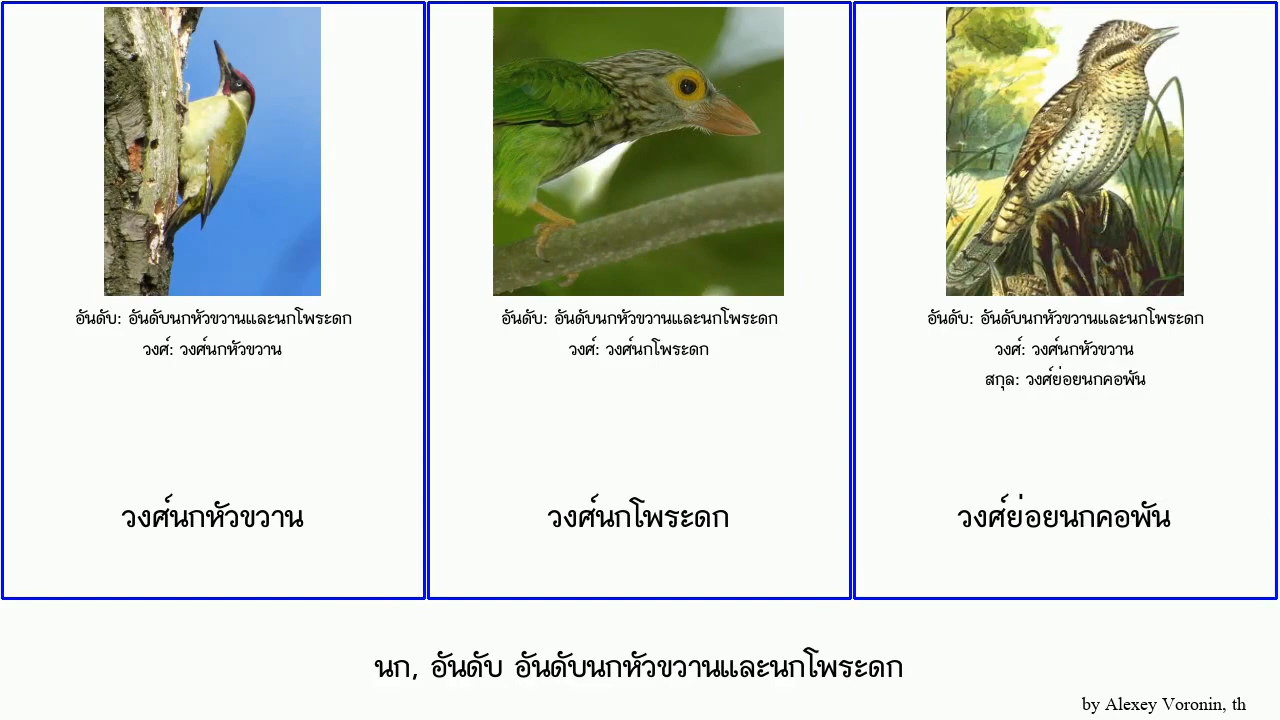 อันดับ: อันดับนกหัวขวานและนกโพระดก
วงศ์: วงศ์นกหัวขวาน
วงศ์นกหัวขวาน
อันดับ: อันดับนกหัวขวานและนกโพระดก
วงศ์: วงศ์นกโพระดก
วงศ์นกโพระดก
อันดับ: อันดับนกหัวขวานและนกโพระดก
วงศ์: วงศ์นกหัวขวาน
สกุล: วงศ์ย่อยนกคอพัน
วงศ์ย่อยนกคอพัน
นก, อันดับ อันดับนกหัวขวานและนกโพระดก
by Alexey Voronin, th